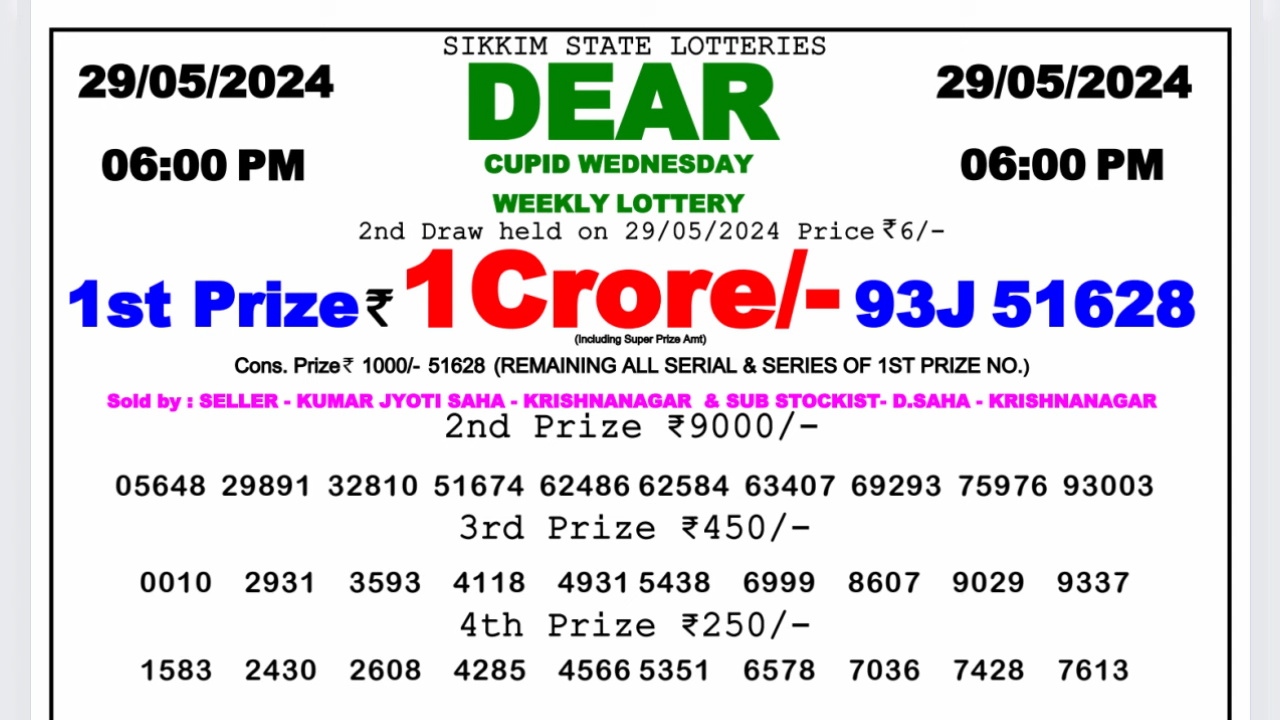 SIKKIM STATE LOTTERIES
29/05/2024 DEAR 29/05/2024
06:00 PM CUPID WEDNESDAY 06:00 PM
WEEKLY LOTTERY
2nd Draw held on 29/05/2024 Price ₹6/-
1st Prize ₹ 1Crore/- 93J 51628
(Including Super Prize Amt)
Cons. Prize ₹ 1000/- 51628 (REMAINING ALL SERIAL & SERIES OF 1ST PRIZE NO.)
Sold by : SELLER - KUMAR JYOTI SAHA - KRISHNANAGAR & SUB STOCKIST- D.SAHA - KRISHNANAGAR
2nd Prize ₹9000/-
05648 29891 32810 51674 62486 62584 63407 69293 75976 93003
3rd Prize ₹450/-
0010 2931 3593 4118 4931 5438 6999 8607 9029 9337
4th Prize ₹250/-
1583 2430 2608 4285 4566 5351 6578 7036 7428 7613